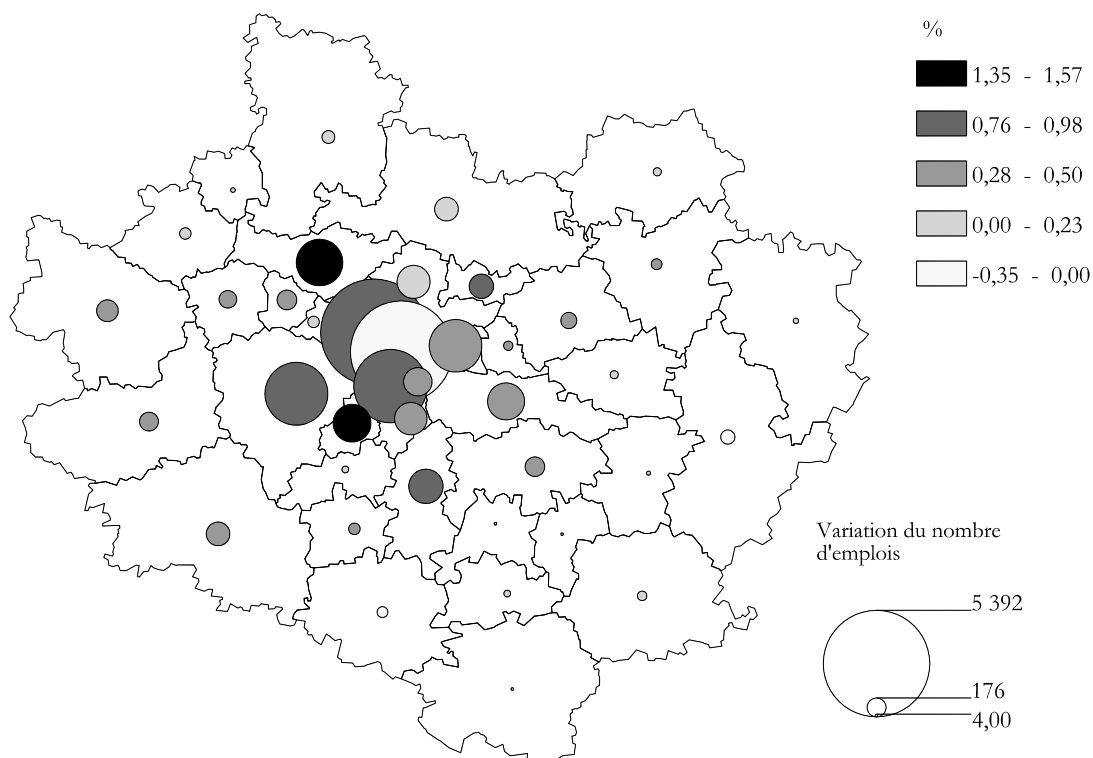 %
1,35 - 1,57
0,76 - 0,98
0,28 - 0,50
0,00 - 0,23
-0,35 - 0,00
Variation du nombre
d'emplois
5 392
176
4,00